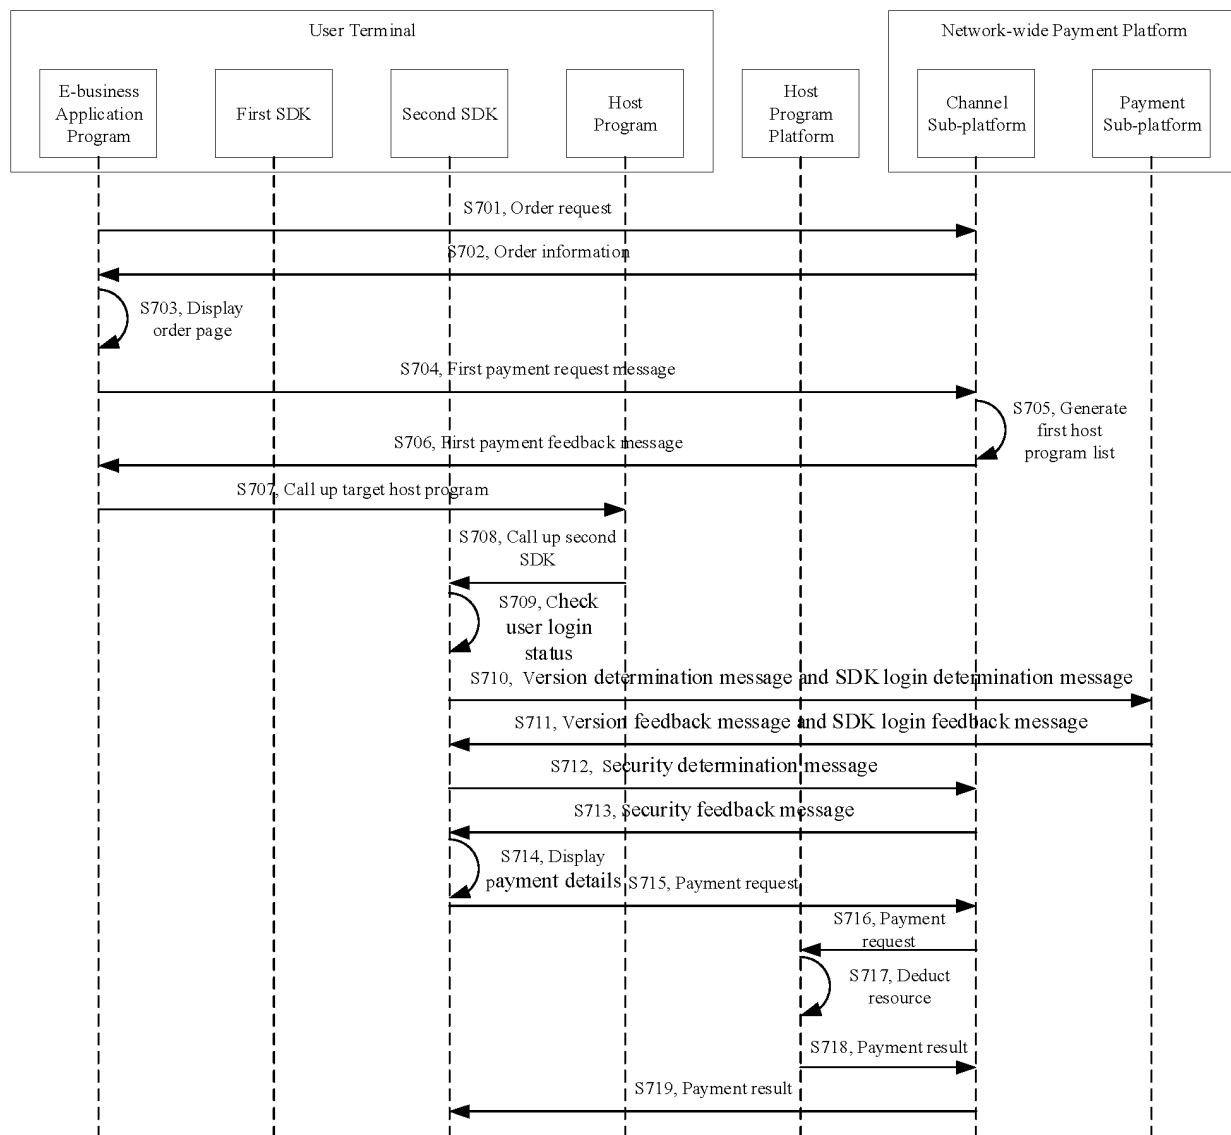 User Terminal
Network-wide Payment Platform
E-business
Application
Program
First SDK
Second SDK
Host
Program
Host
Program
Platform
Channel
Sub-platform
Payment
Sub-platform
S701, Order request
S702, Order information
S703, Display
order page
S704, First payment request message
S705, Generate
first host
program list
S706, First payment feedback message
S707, Call up target host program
S708, Call up second
SDK
S709, Check
user login
status
S710, Version determination message and SDK login determination message
S711, Version feedback message and SDK login feedback message
S712, Security determination message
S713, Security feedback message
S714, Display
payment details
S715, Payment request
S716, Payment
request
S717, Deduct
resource
S718, Payment result
S719, Payment result